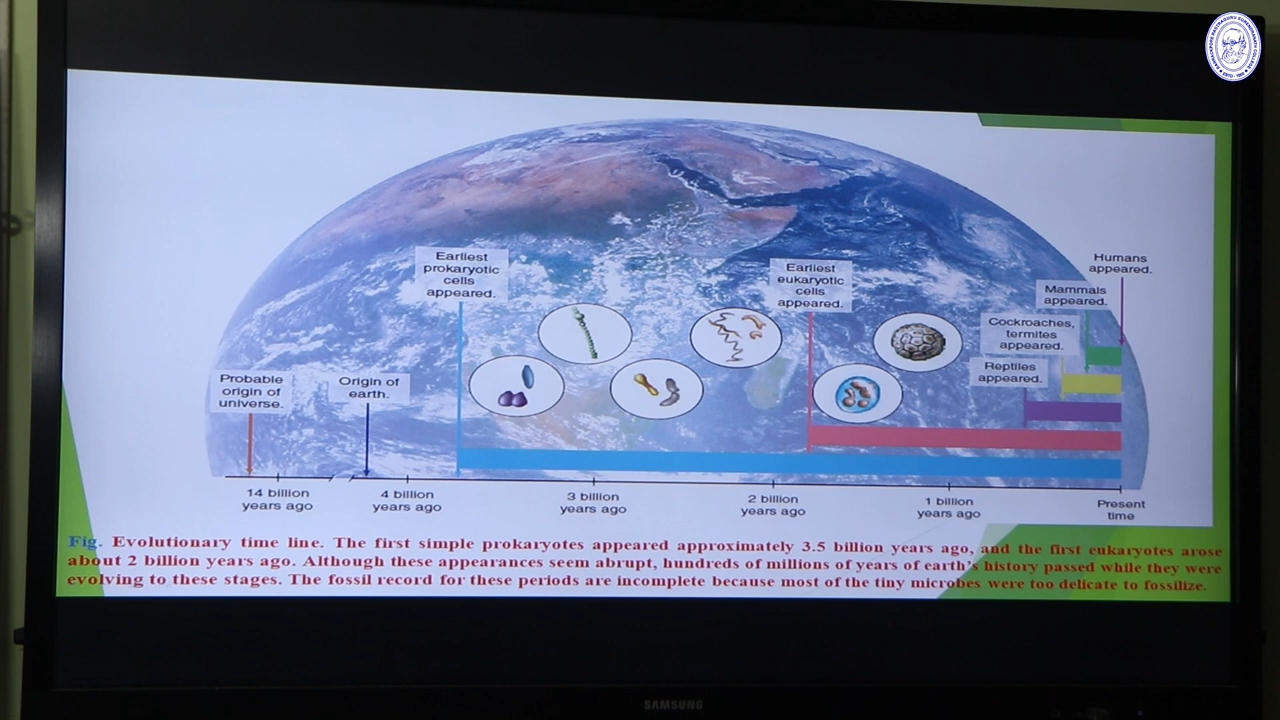 Humans
appeared.
Earliest
prokaryotic
cells
appeared.
Earliest
eukaryotic
cells
appeared.
Mammals
appeared.
Cockroaches,
termites
appeared.
Reptiles
appeared.
Probable
origin of
universe.
Origin of
earth.
14 billion
years ago
4 billion
years ago
3 billion
years ago
2 billion
years ago
1 billion
years ago
Present
time
Fig. Evolutionary time line. The first simple prokaryotes appeared approximately 3.5 billion years ago, and the first eukaryotes arose
about 2 billion years ago. Although these appearances seem abrupt, hundreds of millions of years of earth's history passed while they were
evolving to these stages. The fossil record for these periods are incomplete because most of the tiny microbes were too delicate to fossilize.
SAMSUNG